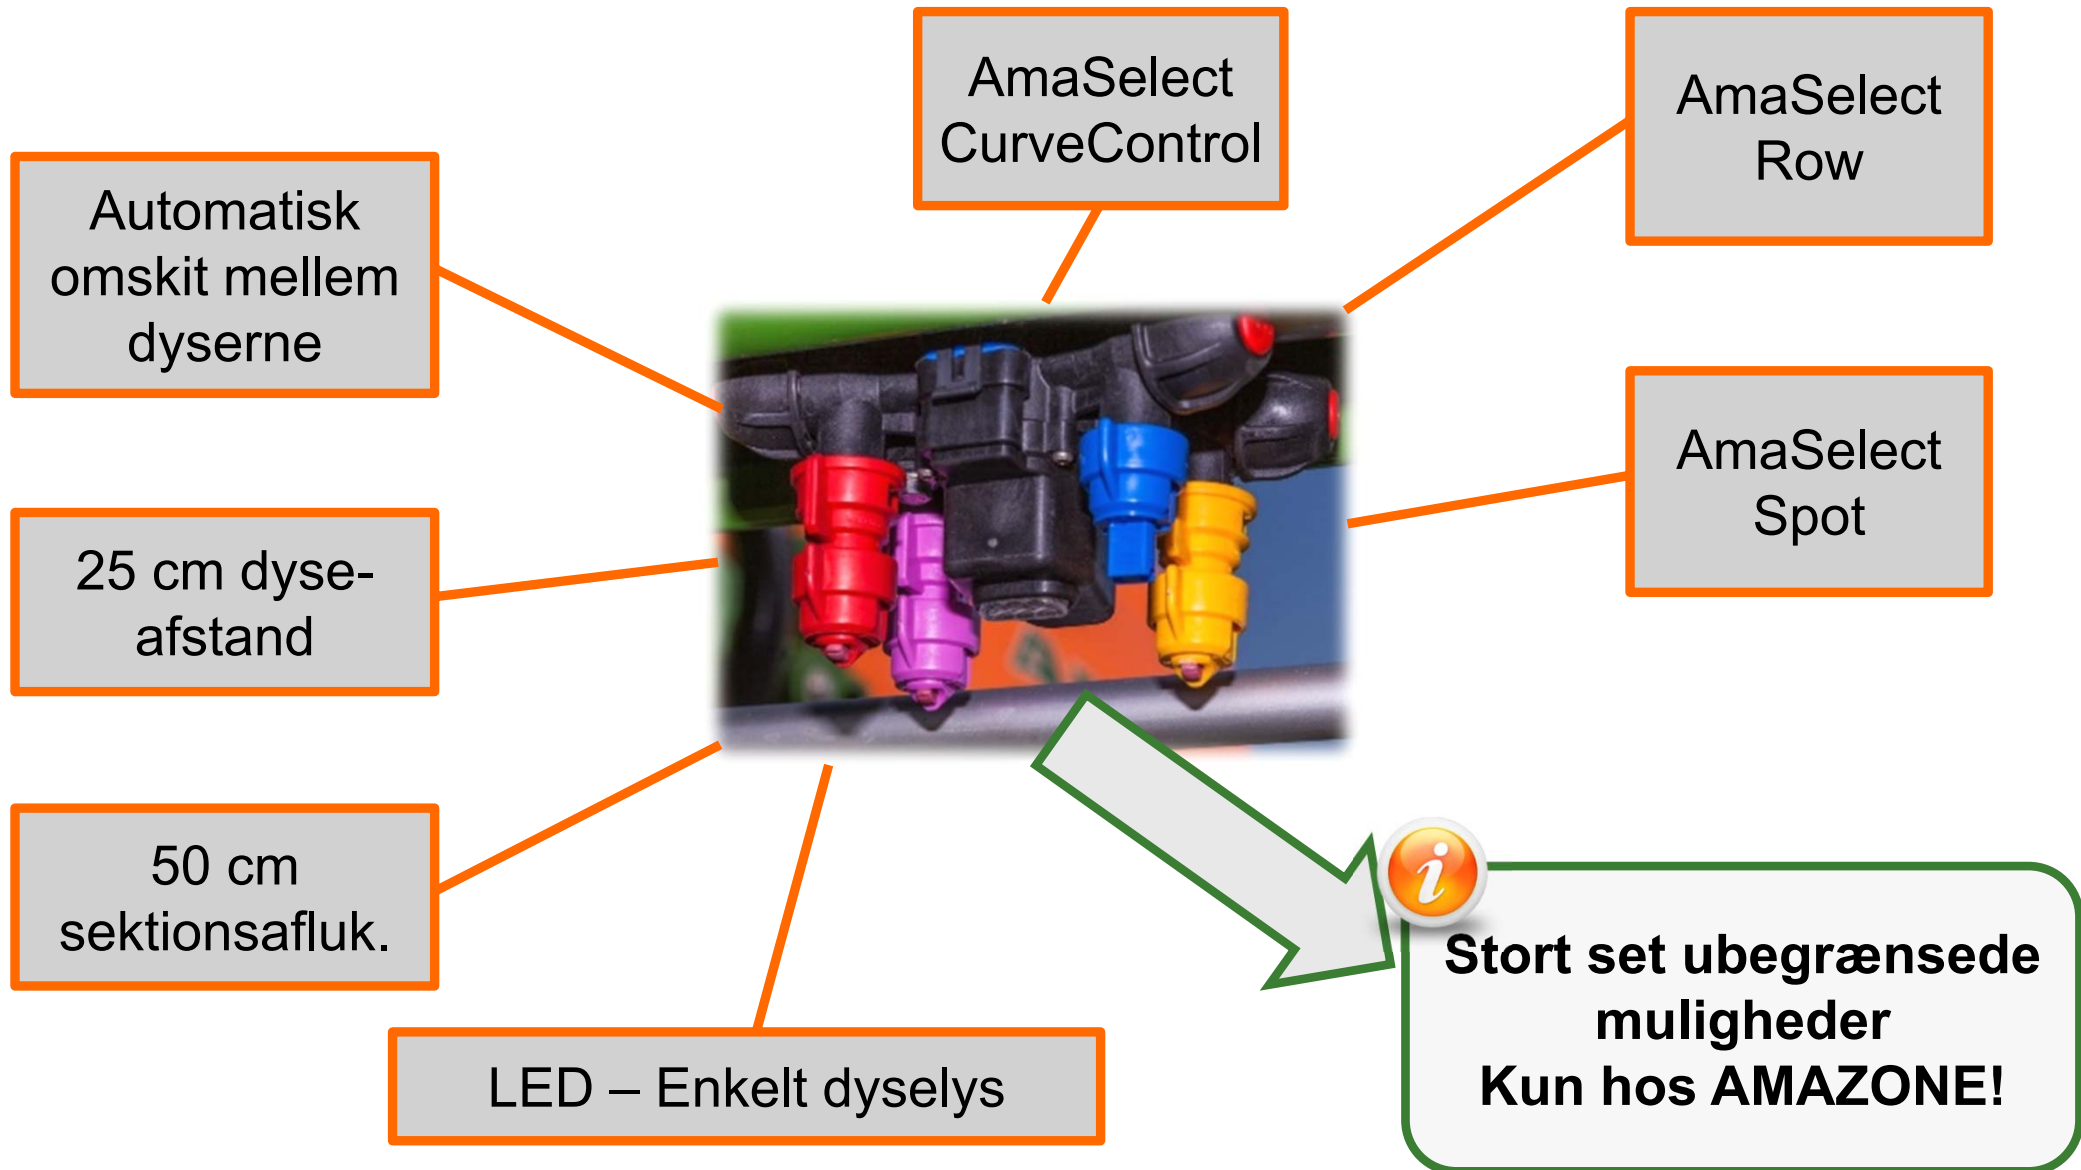 AmaSelect
CurveControl
AmaSelect
Row
Automatisk
omskit mellem
dyserne
AmaSelect
Spot
25 cm dyse-
afstand
50 cm
sektionsafluk.
LED – Enkelt dyselys
i
Stort set ubegrænsede
muligheder
Kun hos AMAZONE!